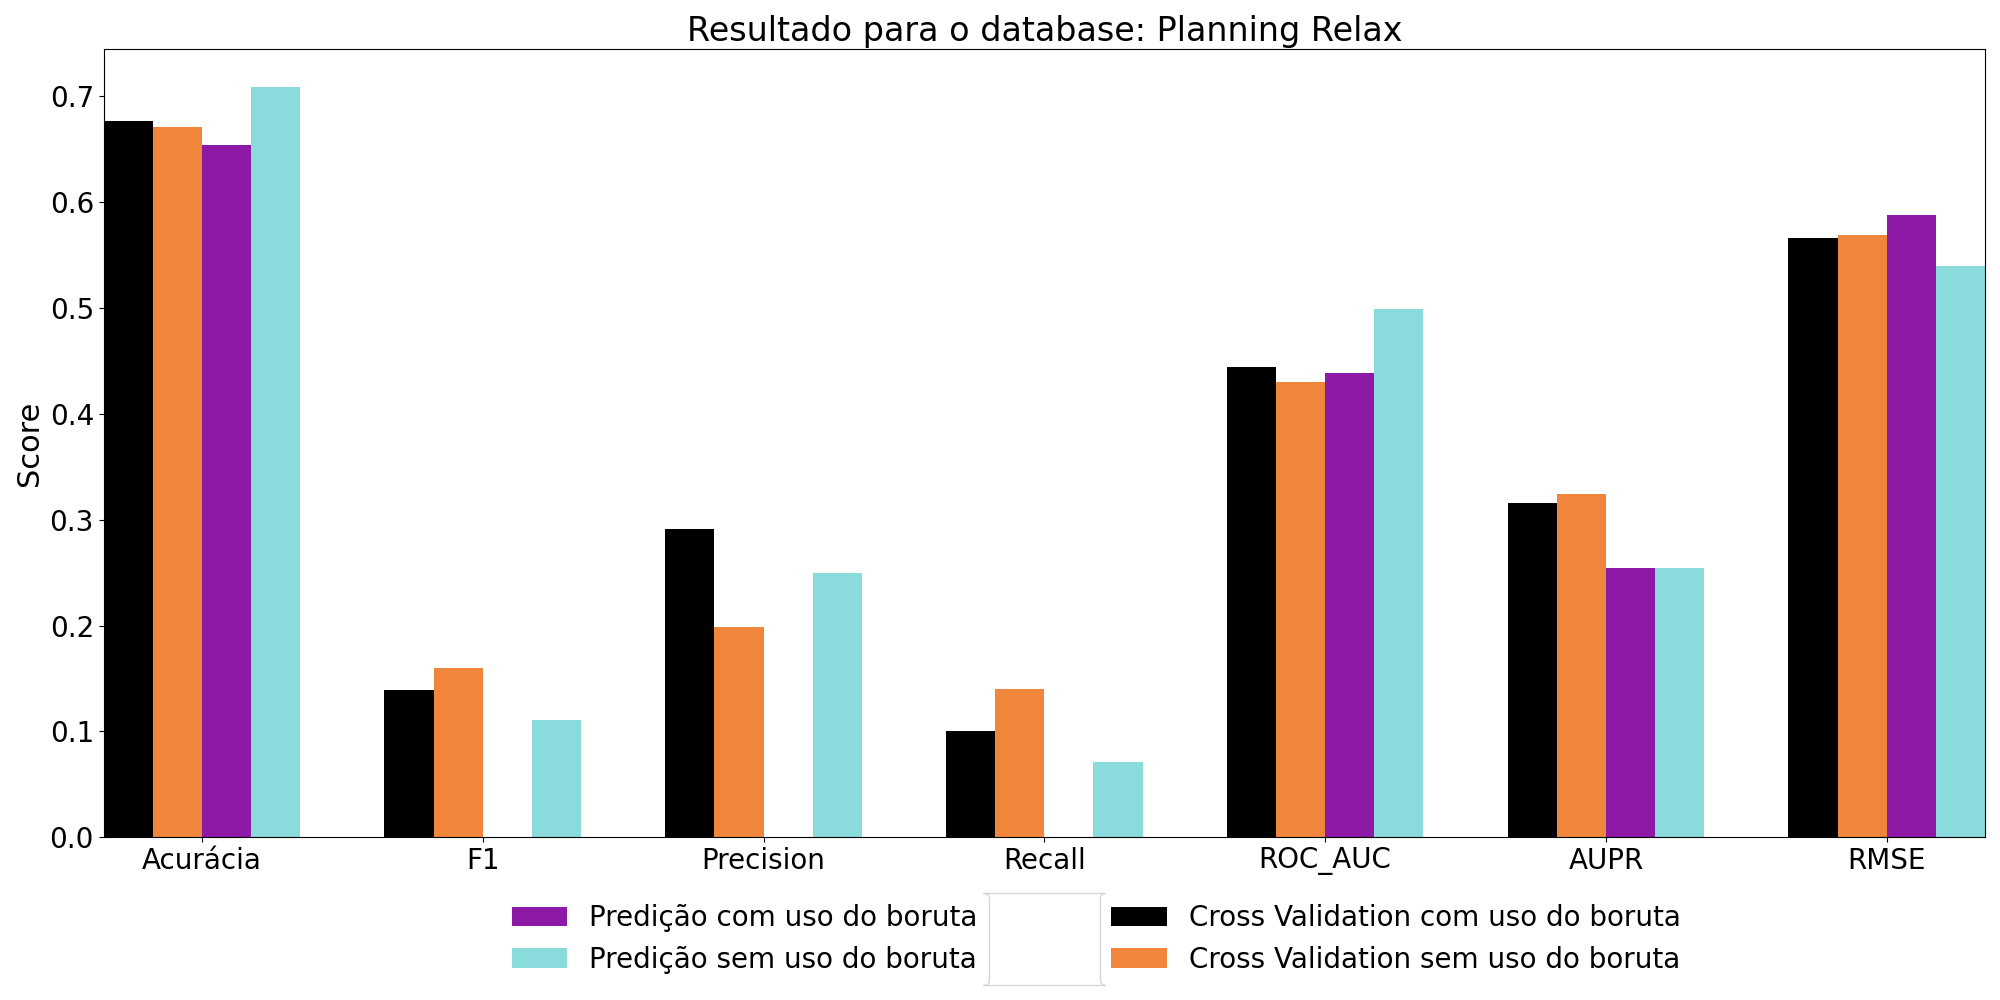 Resultado para o database: Planning Relax
Score
0.7
0.6
0.5
0.4
0.3
0.2
0.1
0.0
Acurácia F1 Precision Recall ROC_AUC AUPR RMSE
Predição com uso do boruta
Predição sem uso do boruta
Cross Validation com uso do boruta
Cross Validation sem uso do boruta